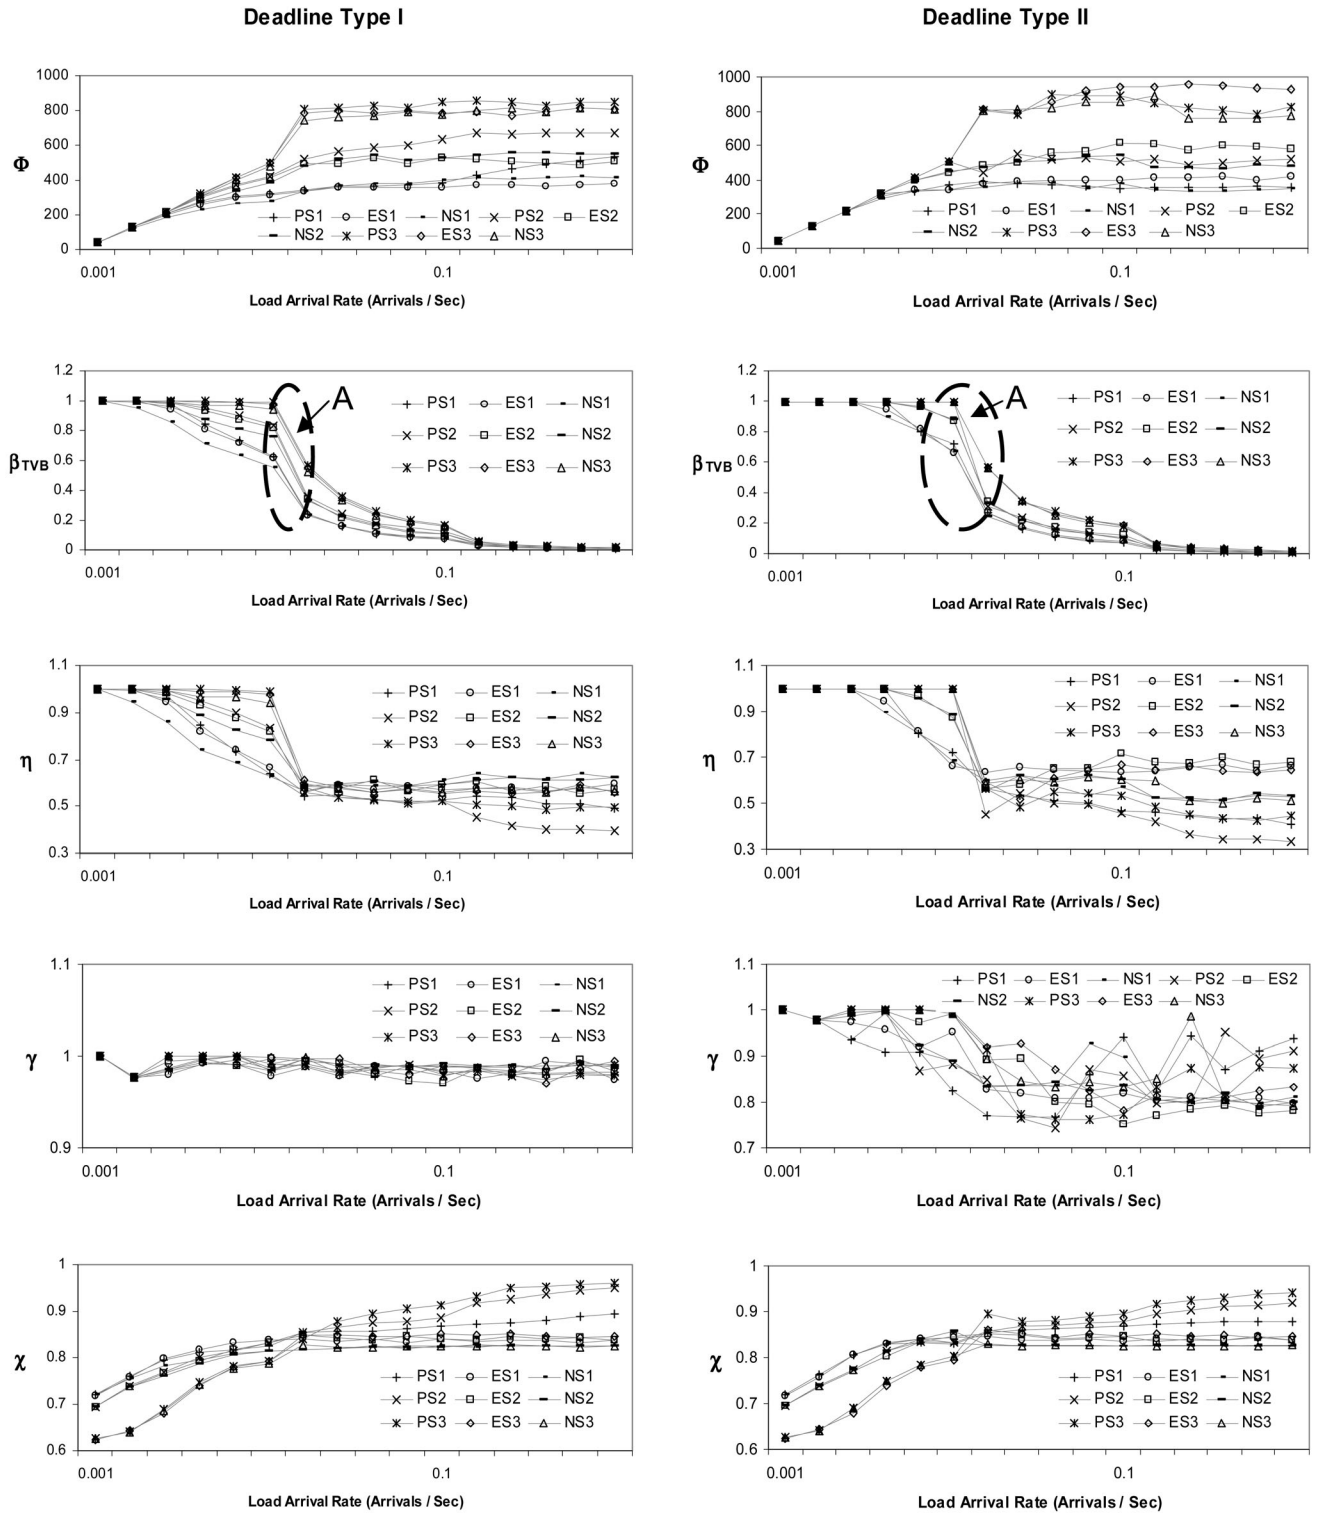 Deadline Type I
Deadline Type II
1000
800
600
400
200
0
Φ
PS1 ES1 NS1 PS2 ES2
NS2 PS3 ES3 NS3
0.001 0.1
Load Arrival Rate (Arrivals / Sec)
1000
800
600
400
200
0
Φ
PS1 ES1 NS1 PS2 ES2
NS2 PS3 ES3 NS3
0.001 0.1
Load Arrival Rate (Arrivals / Sec)
1.2
1
0.8
0.6
0.4
0.2
0
βTVB
A
PS1 ES1 NS1
PS2 ES2 NS2
PS3 ES3 NS3
0.001 0.1
Load Arrival Rate (Arrivals / Sec)
1.2
1
0.8
0.6
0.4
0.2
0
βTVB
A
PS1 ES1 NS1
PS2 ES2 NS2
PS3 ES3 NS3
0.001 0.1
Load Arrival Rate (Arrivals / Sec)
1.1
0.9
0.7
0.5
0.3
η
PS1 ES1 NS1
PS2 ES2 NS2
PS3 ES3 NS3
0.001 0.1
Load Arrival Rate (Arrivals / Sec)
1.1
0.9
0.7
0.5
0.3
η
PS1 ES1 NS1
PS2 ES2 NS2
PS3 ES3 NS3
0.001 0.1
Load Arrival Rate (Arrivals / Sec)
1.1
1
0.9
γ
PS1 ES1 NS1
PS2 ES2 NS2
PS3 ES3 NS3
0.001 0.1
Load Arrival Rate (Arrivals / Sec)
1.1
1
0.9
0.8
0.7
γ
PS1 ES1 NS1 PS2 ES2
NS2 PS3 ES3 NS3
0.001 0.1
Load Arrival Rate (Arrivals / Sec)
1
0.9
0.8
0.7
0.6
χ
PS1 ES1 NS1
PS2 ES2 NS2
PS3 ES3 NS3
0.001 0.1
Load Arrival Rate (Arrivals / Sec)
1
0.9
0.8
0.7
0.6
χ
PS1 ES1 NS1
PS2 ES2 NS2
PS3 ES3 NS3
0.001 0.1
Load Arrival Rate (Arrivals / Sec)